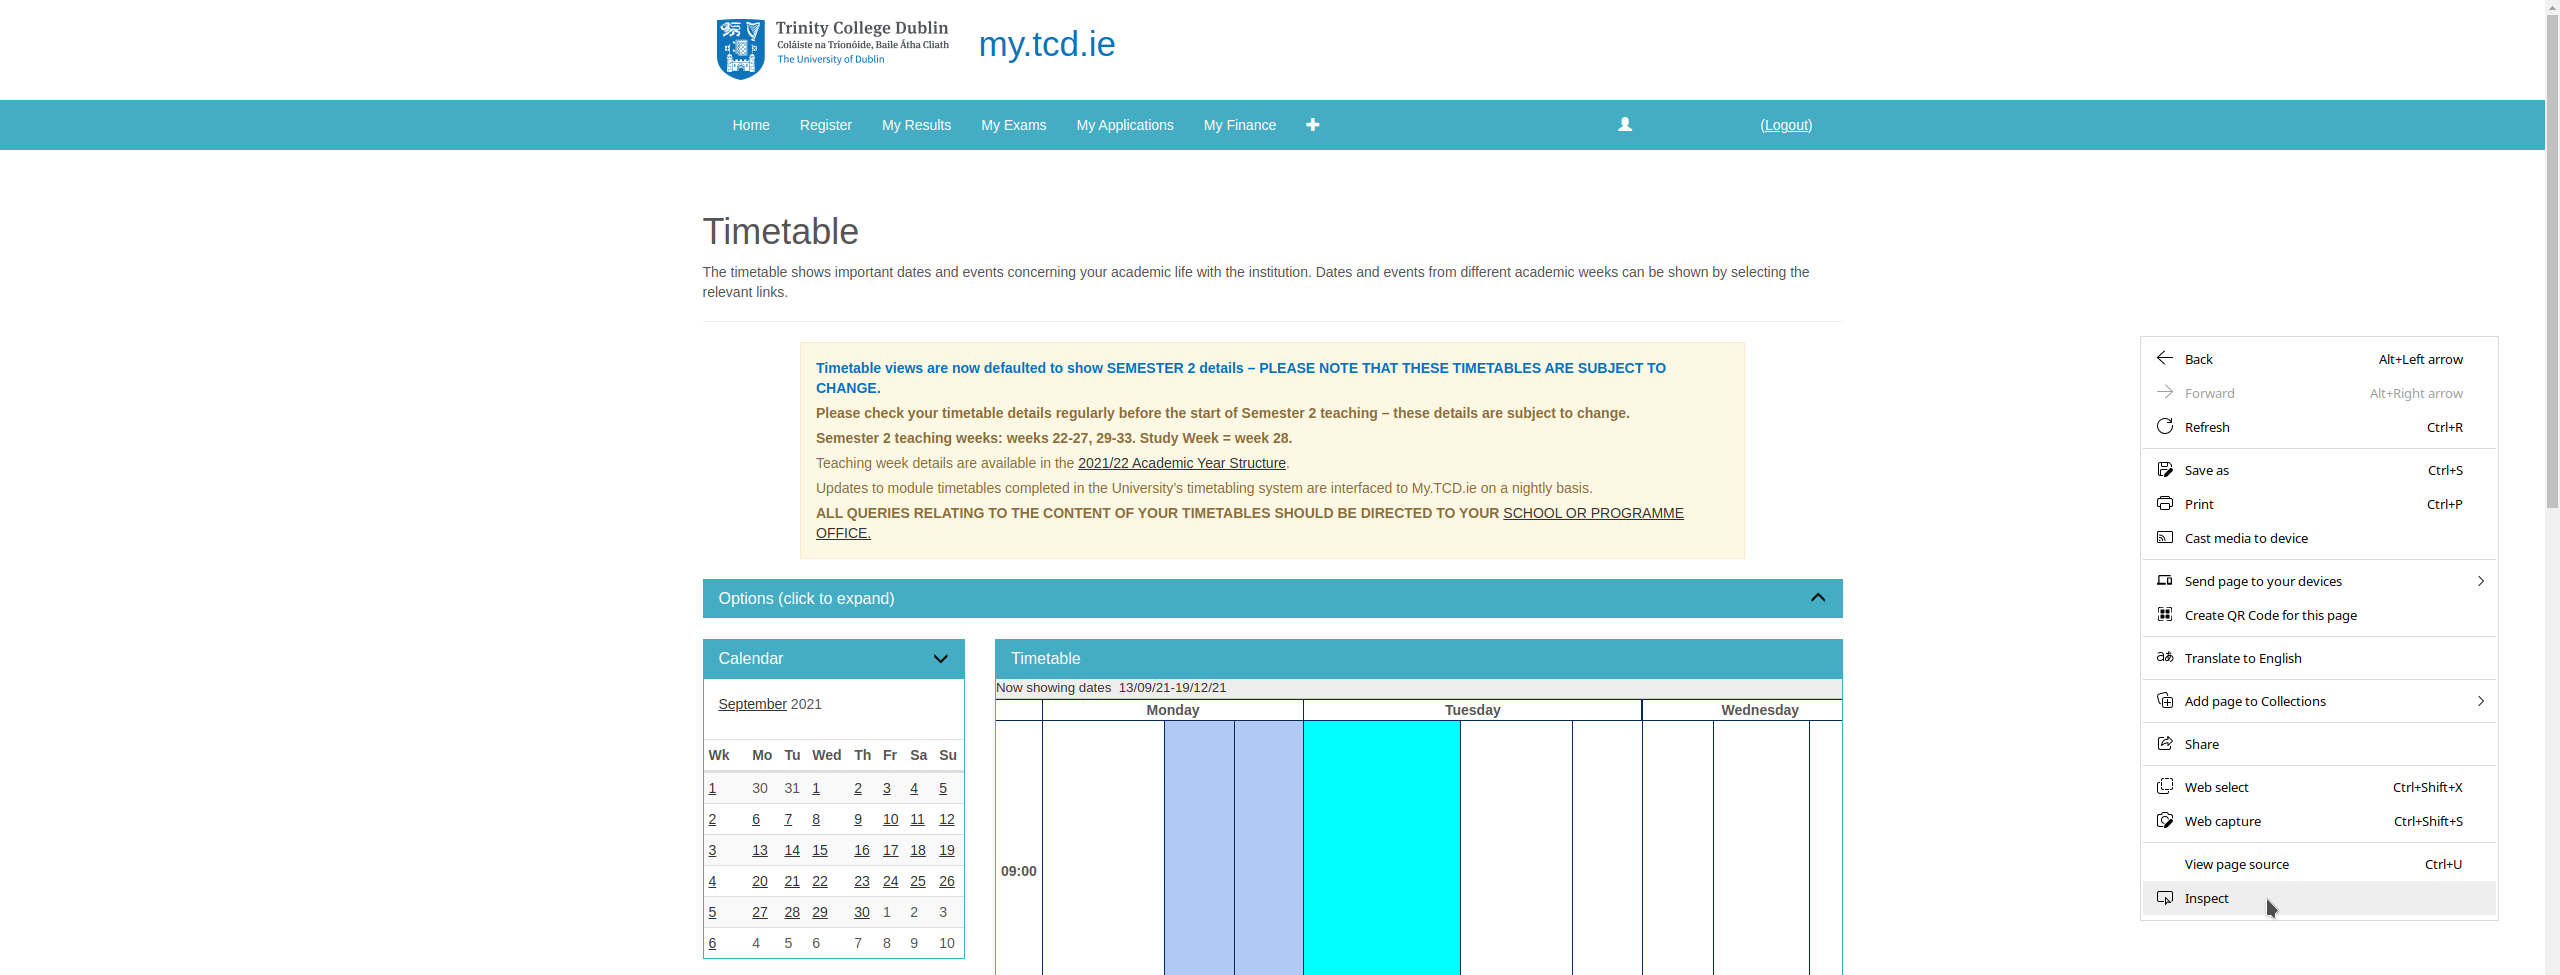 Trinity College Dublin
Coláiste na Tríonóide, Baile Átha Cliath
The University of Dublin
my.tcd.ie
Home Register My Results My Exams My Applications My Finance (Logout)
Timetable
The timetable shows important dates and events concerning your academic life with the institution. Dates and events from different academic weeks can be shown by selecting the
relevant links.
Timetable views are now defaulted to show SEMESTER 2 details – PLEASE NOTE THAT THESE TIMETABLES ARE SUBJECT TO
CHANGE.
Please check your timetable details regularly before the start of Semester 2 teaching – these details are subject to change.
Semester 2 teaching weeks: weeks 22-27, 29-33. Study Week = week 28.
Teaching week details are available in the 2021/22 Academic Year Structure.
Updates to module timetables completed in the University's timetabling system are interfaced to My.TCD.ie on a nightly basis.
ALL QUERIES RELATING TO THE CONTENT OF YOUR TIMETABLES SHOULD BE DIRECTED TO YOUR SCHOOL OR PROGRAMME
OFFICE.
Options (click to expand)
Calendar
September 2021
Wk Mo Tu Wed Th Fr Sa Su
1 30 31 1 2 3 4 5
2 6 7 8 9 10 11 12
3 13 14 15 16 17 18 19
4 20 21 22 23 24 25 26
5 27 28 29 30 1 2 3
6 4 5 6 7 8 9 10
Timetable
Now showing dates 13/09/21-19/12/21
Monday Tuesday Wednesday
09:00
Back Alt+Left arrow
Forward Alt+Right arrow
Refresh Ctrl+R
Save as Ctrl+S
Print Ctrl+P
Cast media to device
Send page to your devices
Create QR Code for this page
Translate to English
Add page to Collections
Share
Web select Ctrl+Shift+X
Web capture Ctrl+Shift+S
View page source Ctrl+U
Inspect